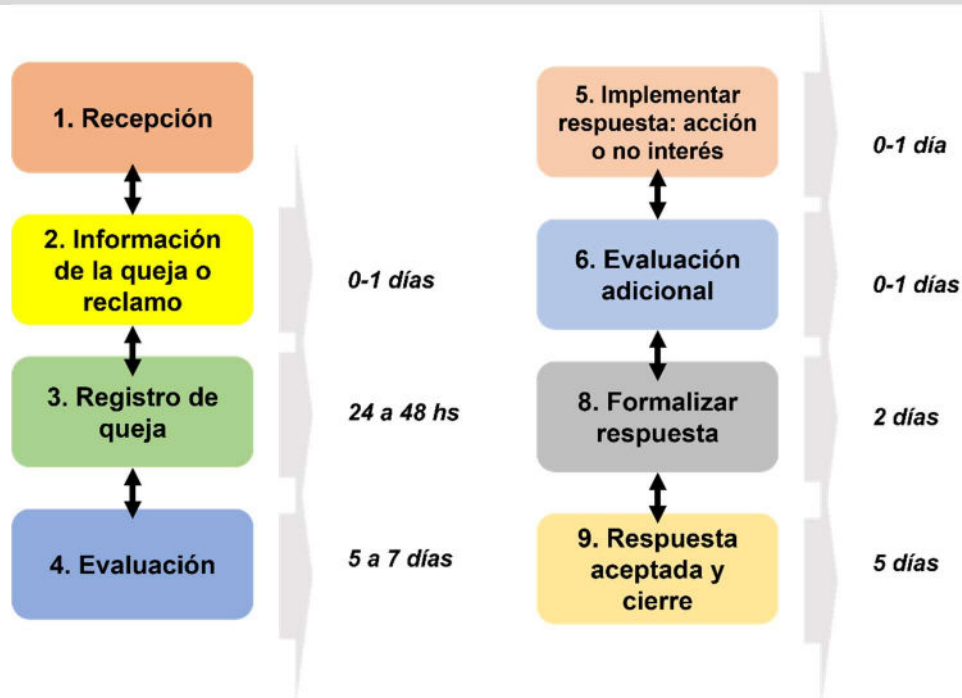 1. Recepción
2. Información
de la queja o
reclamo
0-1 días
3. Registro de
queja
24 a 48 hs
4. Evaluación
5 a 7 días
5. Implementar
respuesta: acción
o no interés
0-1 día
6. Evaluación
adicional
0-1 días
8. Formalizar
respuesta
2 días
9. Respuesta
aceptada y
cierre
5 días